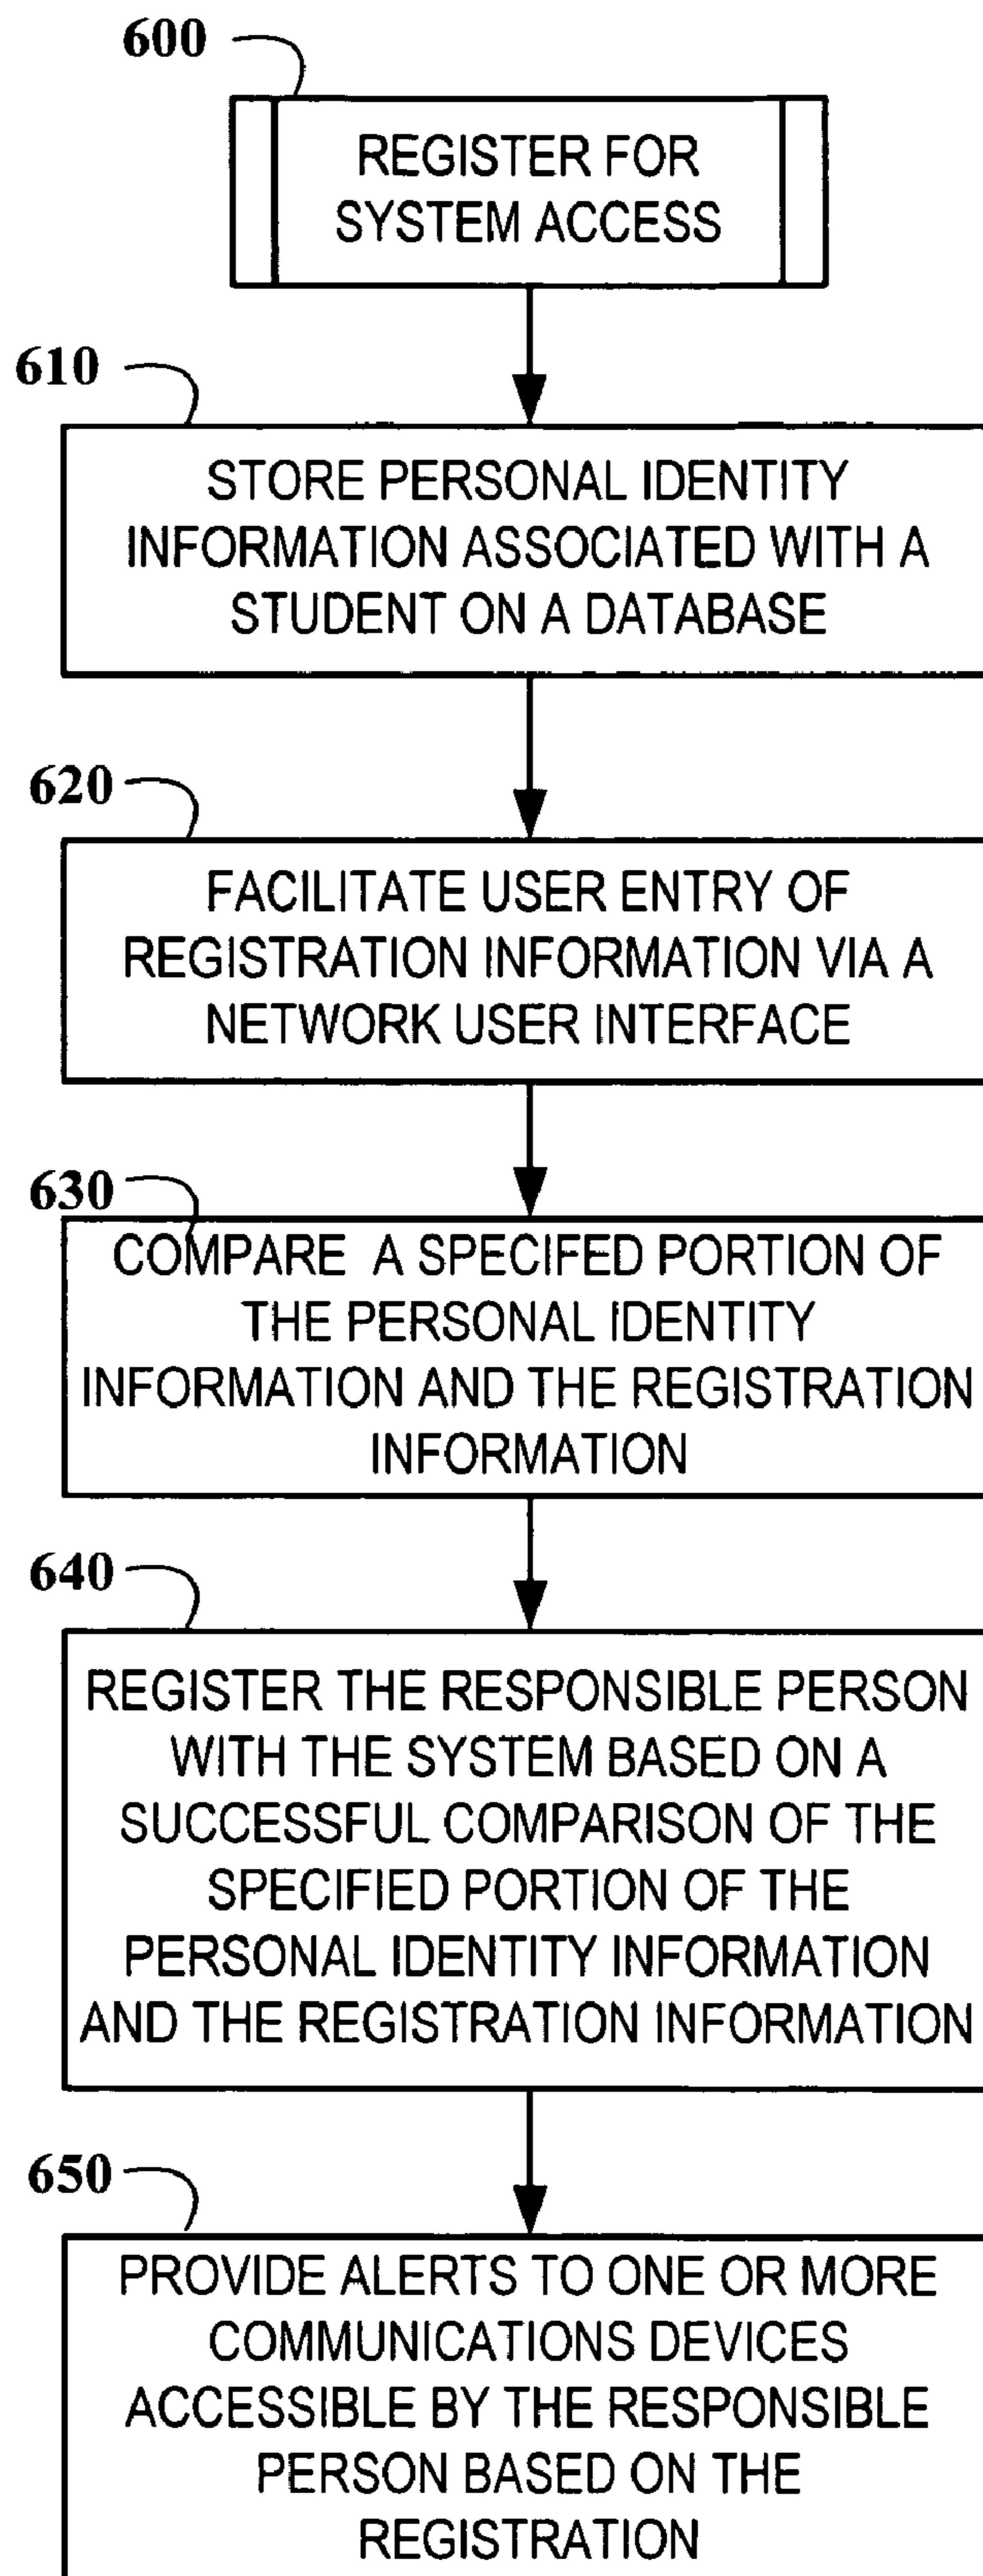 600
REGISTER FOR
SYSTEM ACCESS
610
STORE PERSONAL IDENTITY
INFORMATION ASSOCIATED WITH A
STUDENT ON A DATABASE
620
FACILITATE USER ENTRY OF
REGISTRATION INFORMATION VIA A
NETWORK USER INTERFACE
630
COMPARE A SPECIFED PORTION OF
THE PERSONAL IDENTITY
INFORMATION AND THE REGISTRATION
INFORMATION
640
REGISTER THE RESPONSIBLE PERSON
WITH THE SYSTEM BASED ON A
SUCCESSFUL COMPARISON OF THE
SPECIFIED PORTION OF THE
PERSONAL IDENTITY INFORMATION
AND THE REGISTRATION INFORMATION
650
PROVIDE ALERTS TO ONE OR MORE
COMMUNICATIONS DEVICES
ACCESSIBLE BY THE RESPONSIBLE
PERSON BASED ON THE
REGISTRATION